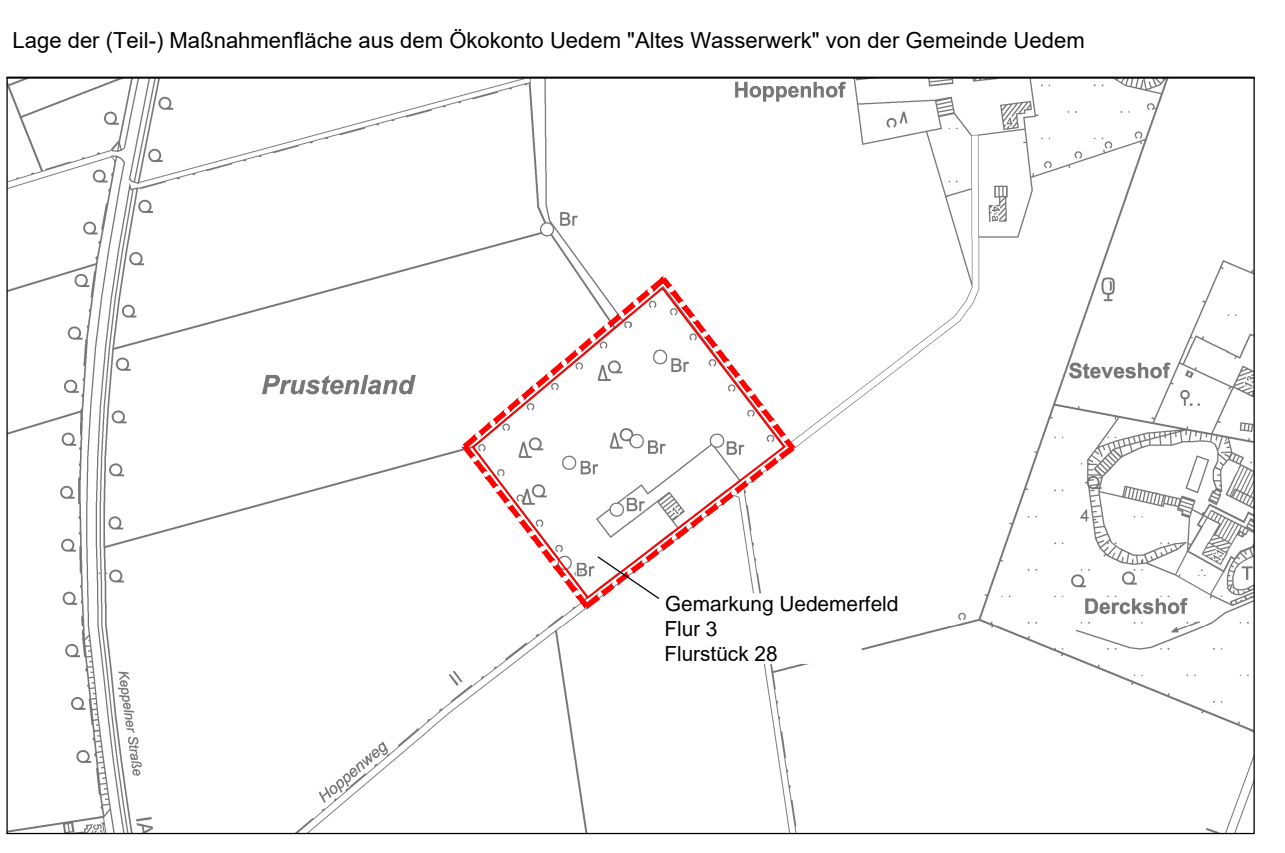 Lage der (Teil-) Maßnahmenfläche aus dem Ökokonto Uedem "Altes Wasserwerk" von der Gemeinde Uedem
Hoppenhof
Br
Prustenland
Br
Steveshof
Br
Br
Br
Br
4
Br
T
Gemarkung Uedemerfeld
Flur 3
Flurstück 28
Derckshof
II
Keppelner Straße
Hoppenweg